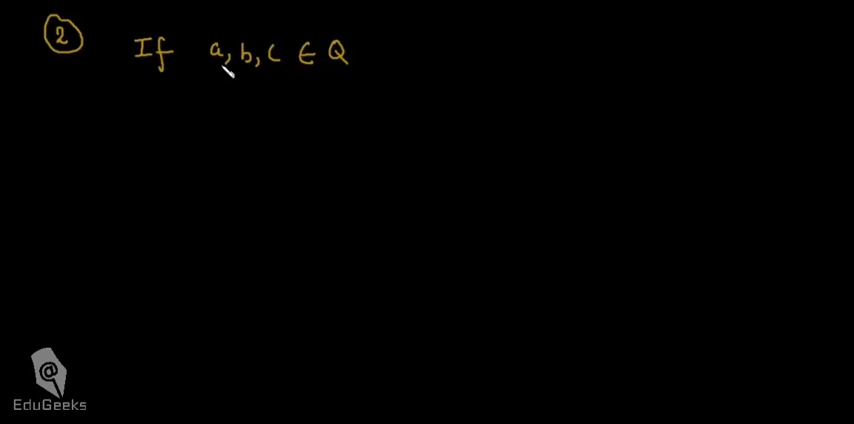 ② If a, b, c ∈ Q
@
EduGeeks